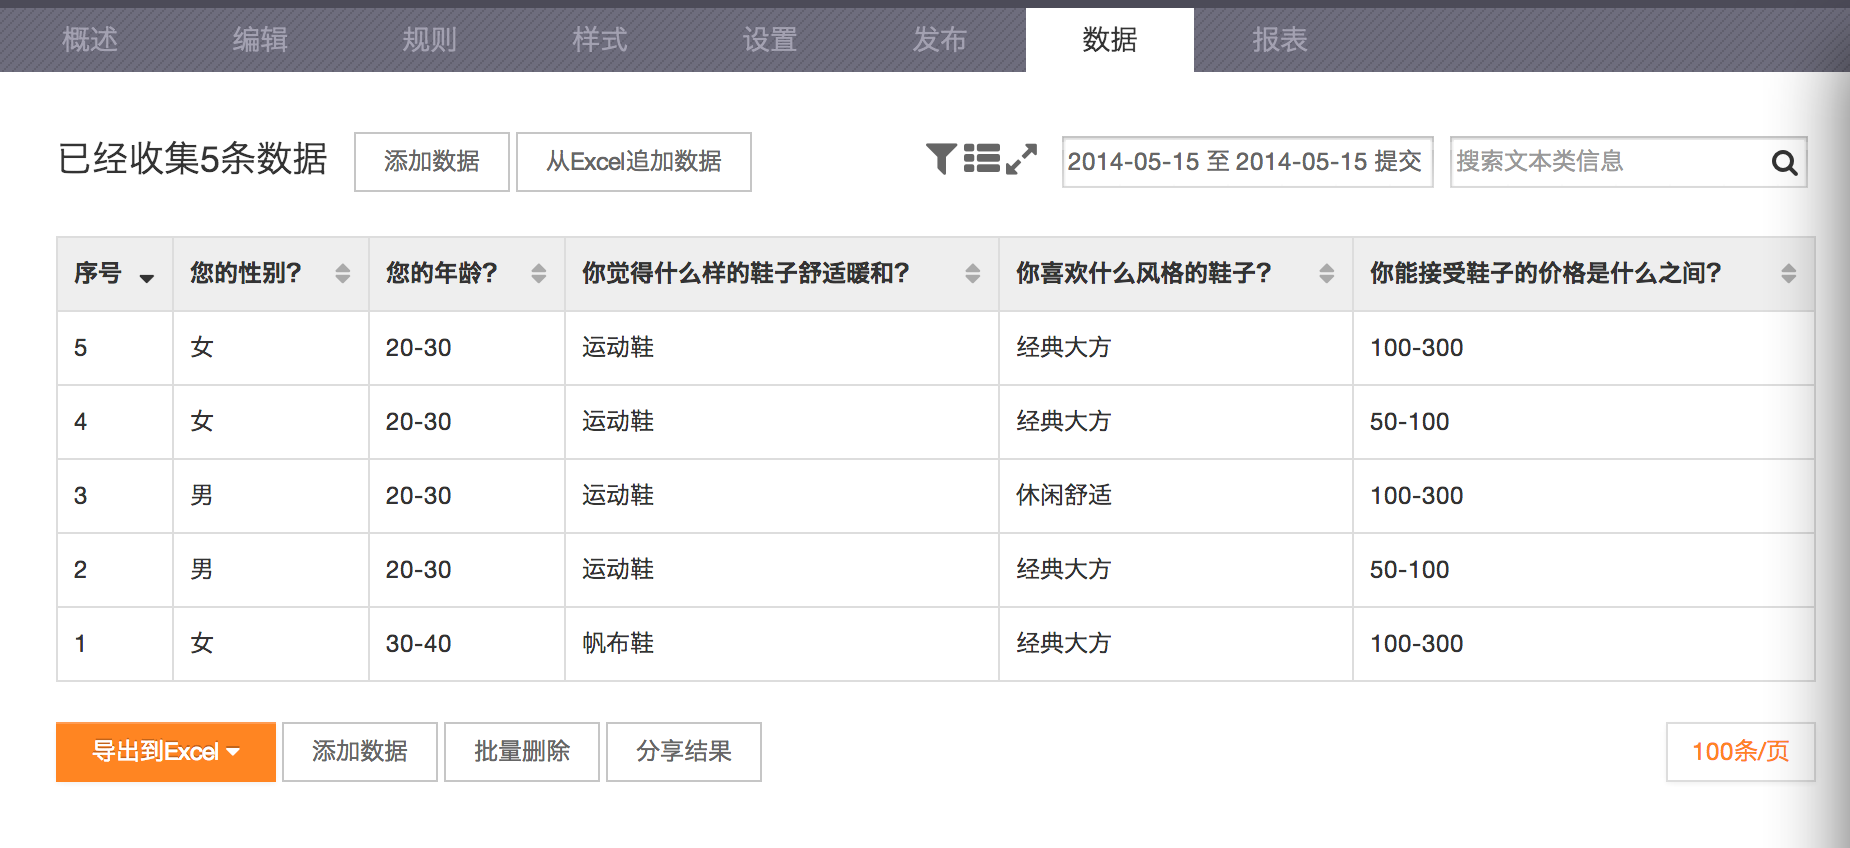 概述 编辑 规则 样式 设置 发布 数据 报表
已经收集5条数据 添加数据 从Excel追加数据 2014-05-15 至 2014-05-15 提交 搜索文本类信息
序号 您的性别? 您的年龄? 你觉得什么样的鞋子舒适暖和? 你喜欢什么风格的鞋子? 你能接受鞋子的价格是什么之间?
5 女 20-30 运动鞋 经典大方 100-300
4 女 20-30 运动鞋 经典大方 50-100
3 男 20-30 运动鞋 休闲舒适 100-300
2 男 20-30 运动鞋 经典大方 50-100
1 女 30-40 帆布鞋 经典大方 100-300
导出到Excel 添加数据 批量删除 分享结果 100条/页